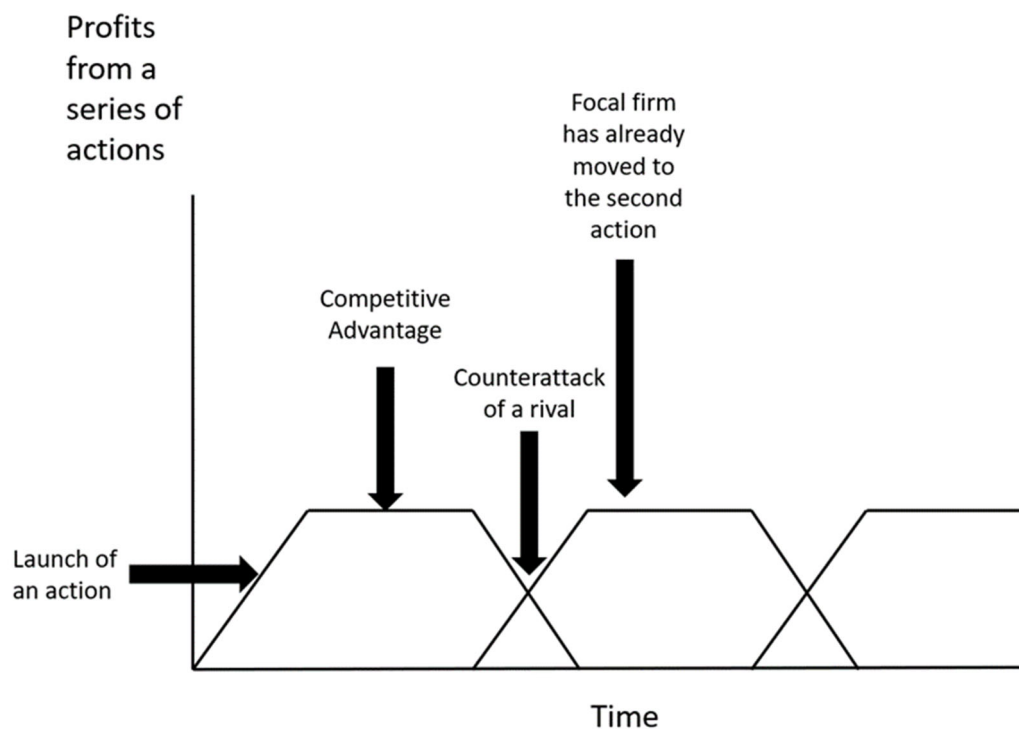 Profits
from a
series of
actions
Focal firm
has already
moved to
the second
action
Competitive
Advantage
Counterattack
of a rival
Launch of
an action
Time